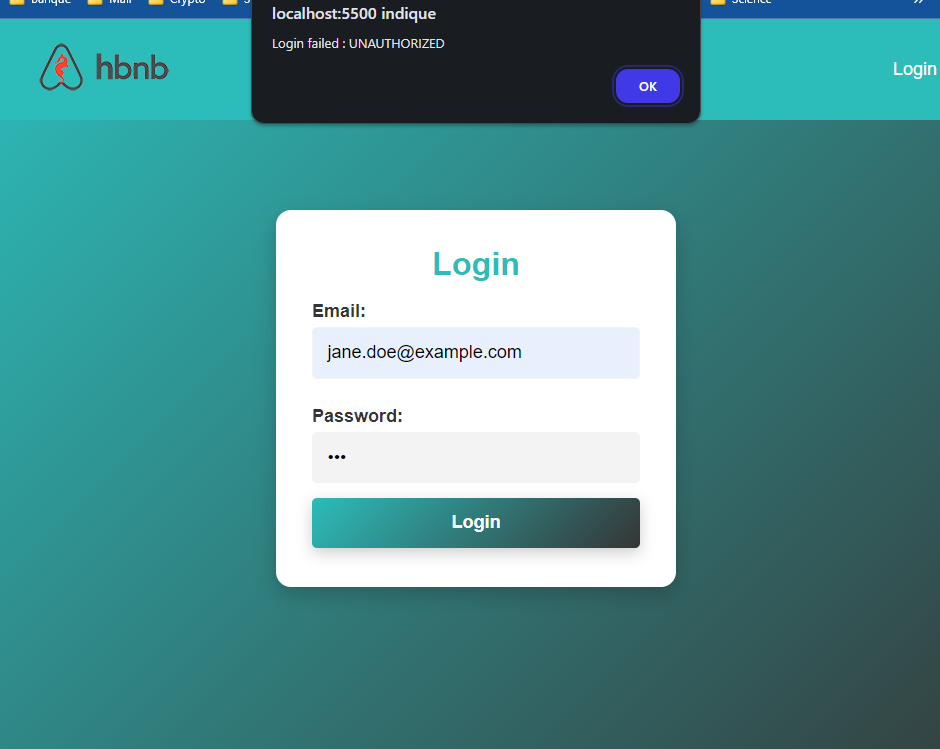 banque
Mail
Crypto
Science
localhost:5500 indique
Login failed : UNAUTHORIZED
OK
hbnb
Login
Login
Email:
jane.doe@example.com
Password:
•••
Login